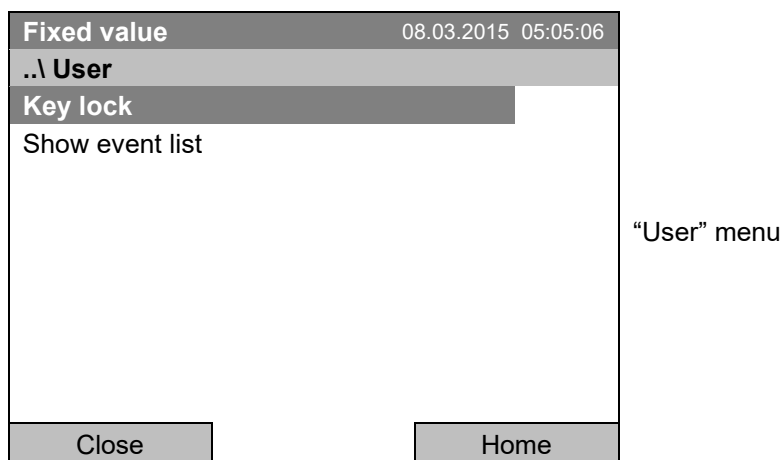 Fixed value 08.03.2015 05:05:06
..\ User
Key lock
Show event list
“User” menu
Close Home